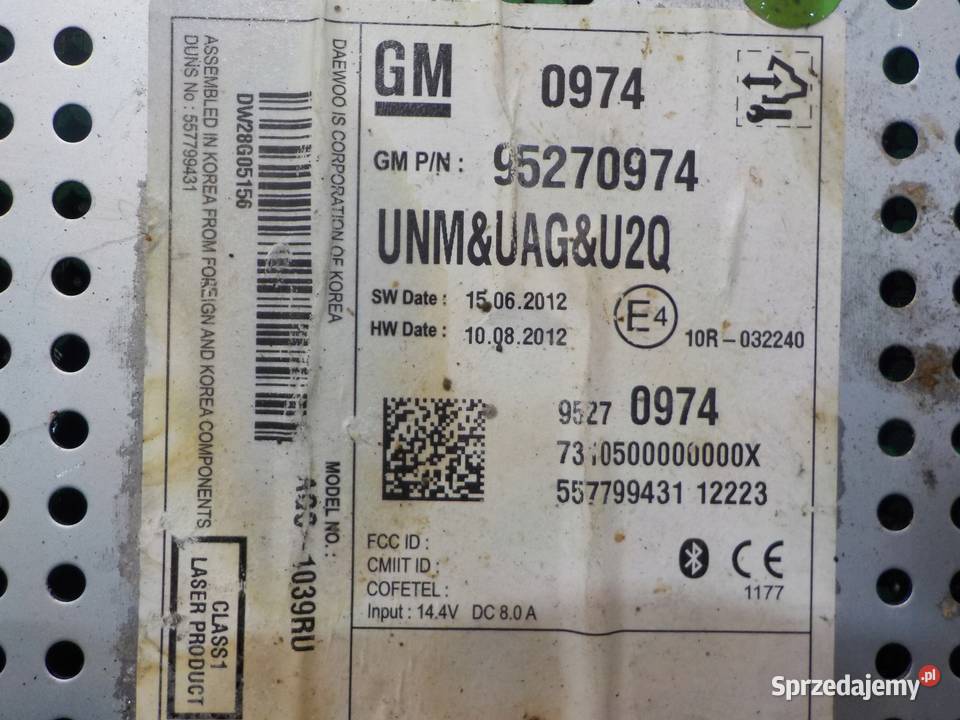 GM
0974
GM P/N : 95270974
UNM&UAG&U2Q
SW Date : 15.06.2012
HW Date : 10.08.2012
E4
10R-032240
9527 0974
7310500000000X
557799431 12223
FCC ID :
CMIIT ID :
COFETEL :
Input : 14.4V DC 8.0 A
CE
1177
DAEWOO IS CORPORATION OF KOREA
DW28G05156
MODEL NO.:
1039RU
ASSEMBLED IN KOREA FROM FOREIGN AND KOREA COMPONENTS
DUNS No : 557799431
CLASS1
LASER PRODUCT
Sprzedajemy.pl